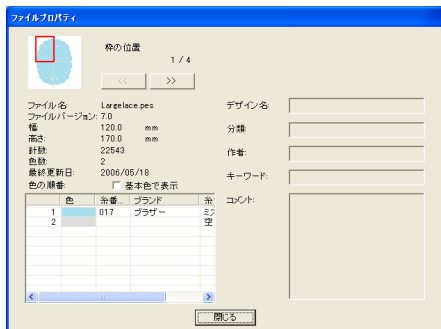 ファイルプロパティ
枠の位置
1 / 4
<< >>
ファイル名: Largelace.pes
ファイルバージョン: 7.0
幅: 120.0 mm
高さ: 170.0 mm
針数: 22543
色数: 2
最終更新日: 2006/05/18
色の順番: 基本色で表示
色 糸番... ブランド 糸
1 017 ブラザー
2
デザイン名:
分類:
作者:
キーワード:
コメント:
閉じる